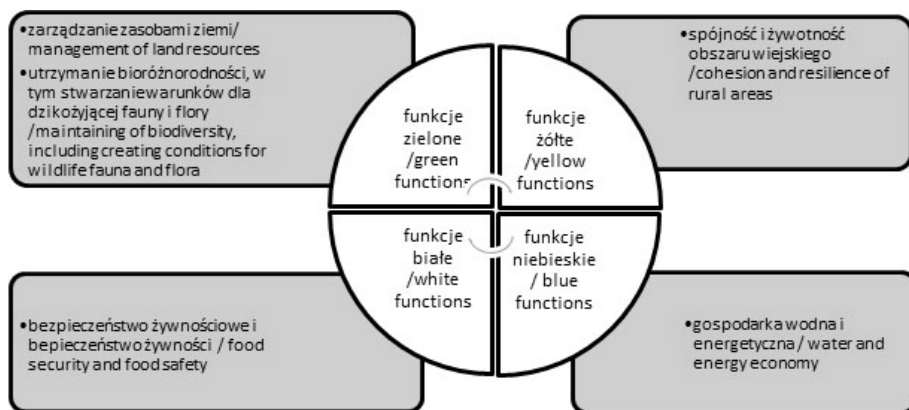 •zarządzanie zasobami ziemi/
management of land resources
•utrzymanie bioróżnorodności, w
tym stwarzanie warunków dla
dziko żyjącej fauny i flory
/maintaining of biodiversity,
including creating conditions for
wildlife fauna and flora
•spójność i żywotność
obszaru wiejskiego
/cohesion and resilience of
rural areas
funkcje
zielone
/green
functions
funkcje
żółte
/yellow
functions
funkcje
białe
/white
functions
funkcje
niebieskie
/ blue
functions
•bezpieczeństwo żywnościowe i
bepieczeństwo żywności / food
security and food safety
•gospodarka wodna i
energetyczna / water and
energy economy